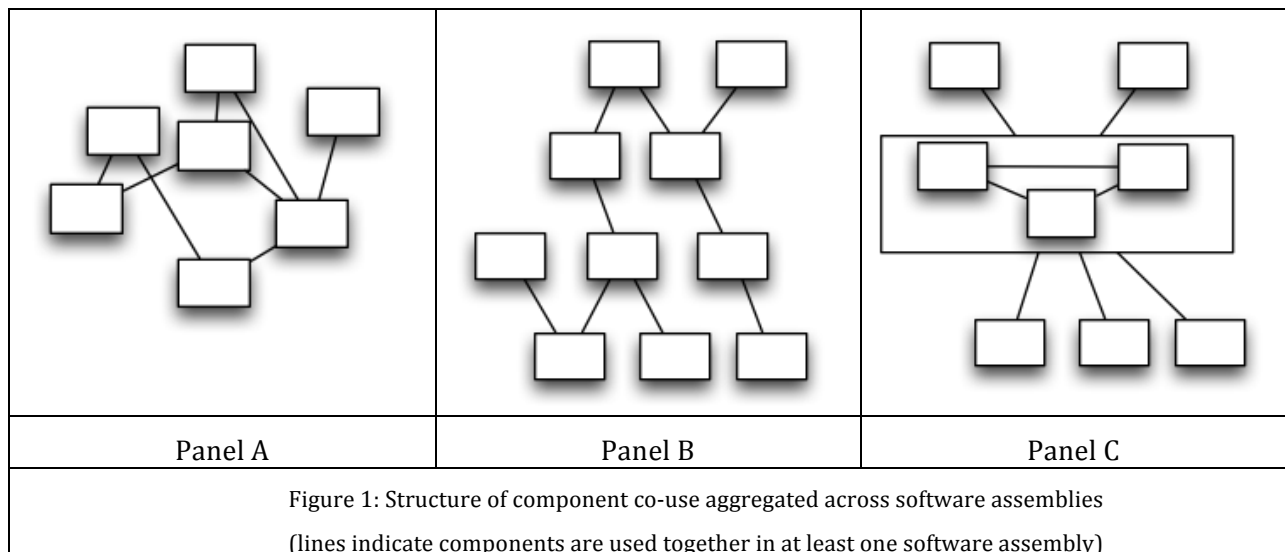 Panel A
Panel B
Panel C
Figure 1: Structure of component co-use aggregated across software assemblies
(lines indicate components are used together in at least one software assembly)